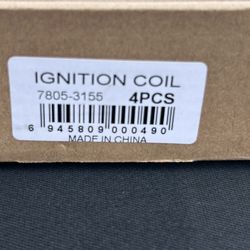 IGNITION COIL
7805-3155 4PCS
6 945809 000490
MADE IN CHINA